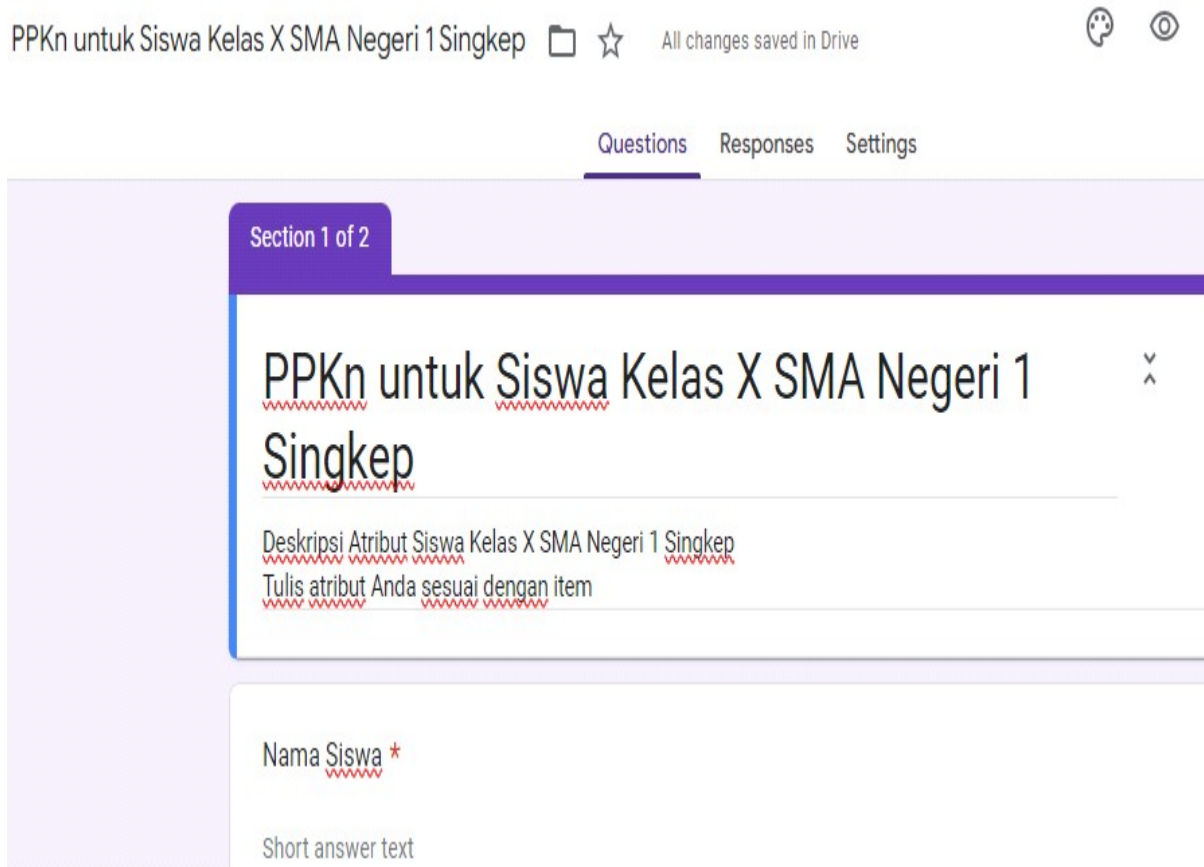 PPKn untuk Siswa Kelas X SMA Negeri 1 Singkep
All changes saved in Drive
Questions Responses Settings
Section 1 of 2
PPKn untuk Siswa Kelas X SMA Negeri 1
Singkep
Deskripsi Atribut Siswa Kelas X SMA Negeri 1 Singkep
Tulis atribut Anda sesuai dengan item
Nama Siswa *
Short answer text